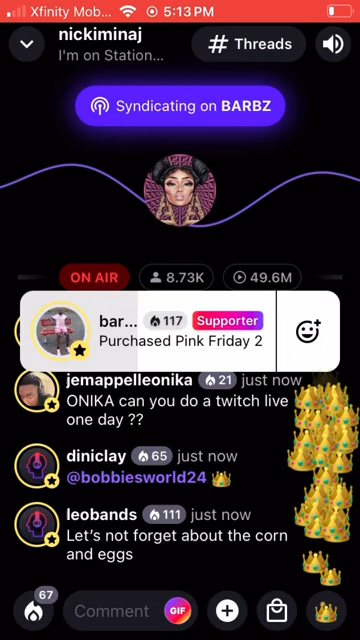 Xfinity Mob... 5:13 PM
nickiminaj
I'm on Station...
# Threads
Syndicating on BARBZ
ON AIR 8.73K 49.6M
bar... 117 Supporter
Purchased Pink Friday 2
jemappelleonika 21 just now
ONIKA can you do a twitch live
one day ??
diniclay 65 just now
@bobbiesworld24 👑
leobands 111 just now
Let's not forget about the corn
and eggs
67
Comment GIF